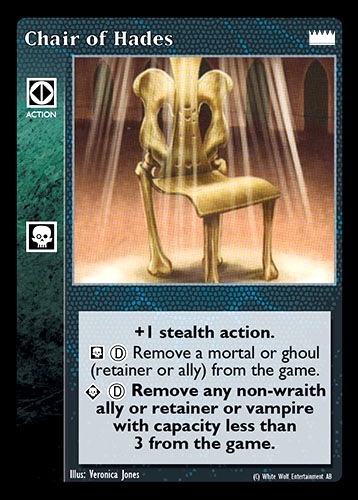 Chair of Hades
ACTION
+1 stealth action.
Ⓓ Remove a mortal or ghoul
(retainer or ally) from the game.
Ⓓ Remove any non-wraith
ally or retainer or vampire
with capacity less than
3 from the game.
Illus: Veronica Jones
(C) White Wolf Entertainment AB